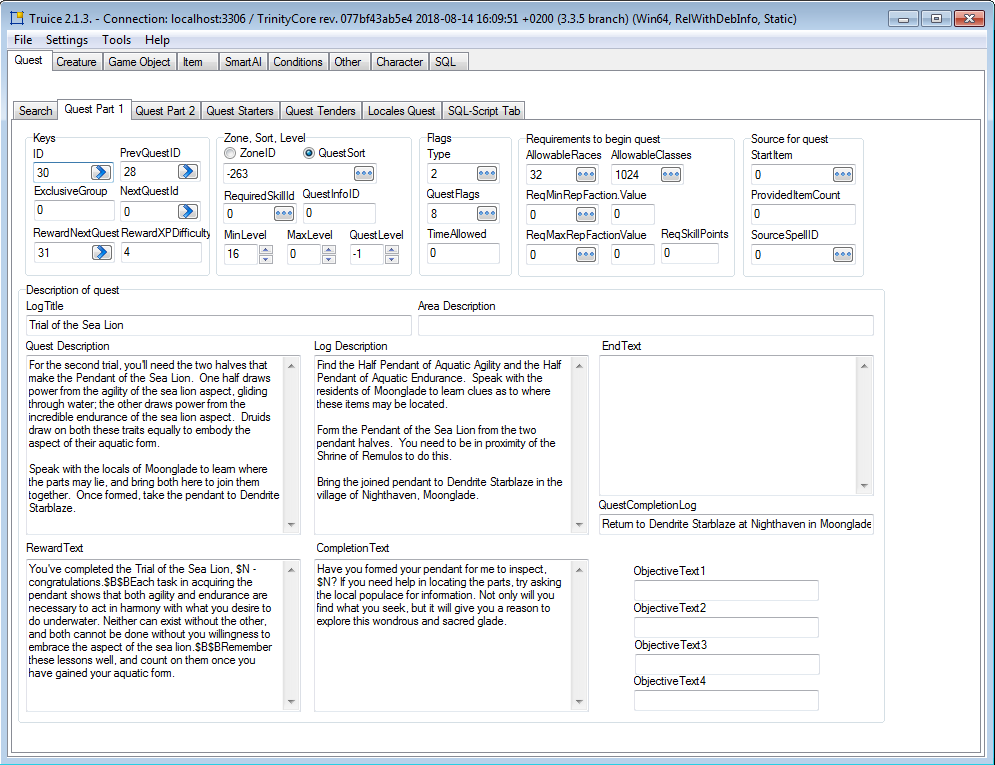 Truice 2.1.3. - Connection: localhost:3306 / TrinityCore rev. 077bf43ab5e4 2018-08-14 16:09:51 +0200 (3.3.5 branch) (Win64, RelWithDebInfo, Static)
File Settings Tools Help
Quest Creature Game Object Item SmartAI Conditions Other Character SQL
Search Quest Part 1 Quest Part 2 Quest Starters Quest Tenders Locales Quest SQL-Script Tab
Keys
ID PrevQuestID
30 28
ExclusiveGroup NextQuestId
0 0
RewardNextQuest RewardXPDifficulty
31 4
Zone, Sort, Level
ZoneID QuestSort
-263
RequiredSkillId QuestInfoID
0 0
MinLevel MaxLevel QuestLevel
16 0 -1
Flags
Type
2
QuestFlags
8
TimeAllowed
0
Requirements to begin quest
AllowableRaces AllowableClasses
32 1024
ReqMinRepFaction.Value
0 0
ReqMaxRepFactionValue ReqSkillPoints
0 0 0
Source for quest
StartItem
0
ProvidedItemCount
0
SourceSpellID
0
Description of quest
LogTitle
Trial of the Sea Lion
Area Description
Quest Description
For the second trial, you'll need the two halves that
make the Pendant of the Sea Lion.  One half draws
power from the agility of the sea lion aspect, gliding
through water; the other draws power from the
incredible endurance of the sea lion aspect.  Druids
draw on both these traits equally to embody the
aspect of their aquatic form.
Speak with the locals of Moonglade to learn where
the parts may lie, and bring both here to join them
together.  Once formed, take the pendant to Dendrite
Starblaze.
Log Description
Find the Half Pendant of Aquatic Agility and the Half
Pendant of Aquatic Endurance.  Speak with the
residents of Moonglade to learn clues as to where
these items may be located.
Form the Pendant of the Sea Lion from the two
pendant halves.  You need to be in proximity of the
Shrine of Remulos to do this.
Bring the joined pendant to Dendrite Starblaze in the
village of Nighthaven, Moonglade.
EndText
QuestCompletionLog
Return to Dendrite Starblaze at Nighthaven in Moonglade
RewardText
You've completed the Trial of the Sea Lion, $N -
congratulations.$B$BEach task in acquiring the
pendant shows that both agility and endurance are
necessary to act in harmony with what you desire to
do underwater. Neither can exist without the other,
and both cannot be done without you willingness to
embrace the aspect of the sea lion.$B$BRemember
these lessons well, and count on them once you
have gained your aquatic form.
CompletionText
Have you formed your pendant for me to inspect,
$N? If you need help in locating the parts, try asking
the local populace for information. Not only will you
find what you seek, but it will give you a reason to
explore this wondrous and sacred glade.
ObjectiveText1
ObjectiveText2
ObjectiveText3
ObjectiveText4